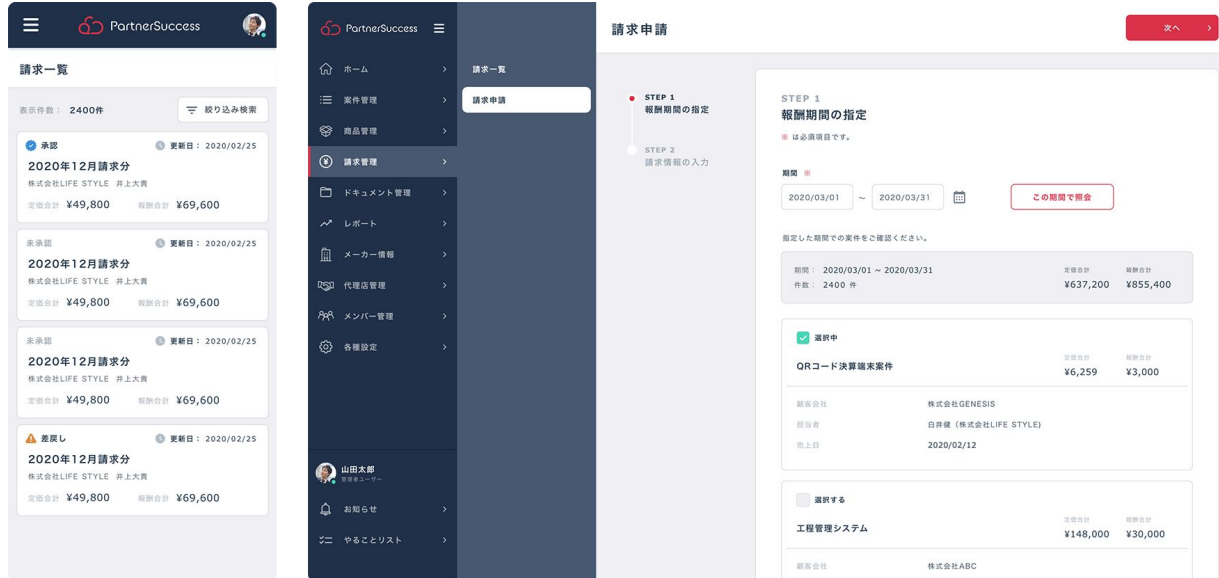 PartnerSuccess
請求一覧
表示件数： 2400件
絞り込み検索
承認 更新日： 2020/02/25
2020年12月請求分
株式会社LIFE STYLE 井上大貴
定価合計 ¥49,800 報酬合計 ¥69,600
未承認 更新日： 2020/02/25
2020年12月請求分
株式会社LIFE STYLE 井上大貴
定価合計 ¥49,800 報酬合計 ¥69,600
未承認 更新日： 2020/02/25
2020年12月請求分
株式会社LIFE STYLE 井上大貴
定価合計 ¥49,800 報酬合計 ¥69,600
差戻し 更新日： 2020/02/25
2020年12月請求分
株式会社LIFE STYLE 井上大貴
定価合計 ¥49,800 報酬合計 ¥69,600
PartnerSuccess
ホーム
案件管理
商品管理
請求管理
ドキュメント管理
レポート
メーカー情報
代理店管理
メンバー管理
各種設定
山田太郎
管理者ユーザー
お知らせ
やることリスト
請求一覧
請求申請
請求申請
次へ
STEP 1
報酬期間の指定
STEP 2
請求情報の入力
STEP 1
報酬期間の指定
※ は必須項目です。
期間 ※
2020/03/01 ~ 2020/03/31
この期間で照会
指定した期間での案件をご確認ください。
期間： 2020/03/01 ~ 2020/03/31
件数： 2400 件
定価合計 報酬合計
¥637,200 ¥855,400
選択中
QRコード決算端末案件
定価合計 報酬合計
¥6,259 ¥3,000
顧客会社 株式会社GENESIS
担当者 白井健（株式会社LIFE STYLE）
売上日 2020/02/12
選択する
工程管理システム
定価合計 報酬合計
¥148,000 ¥30,000
顧客会社 株式会社ABC